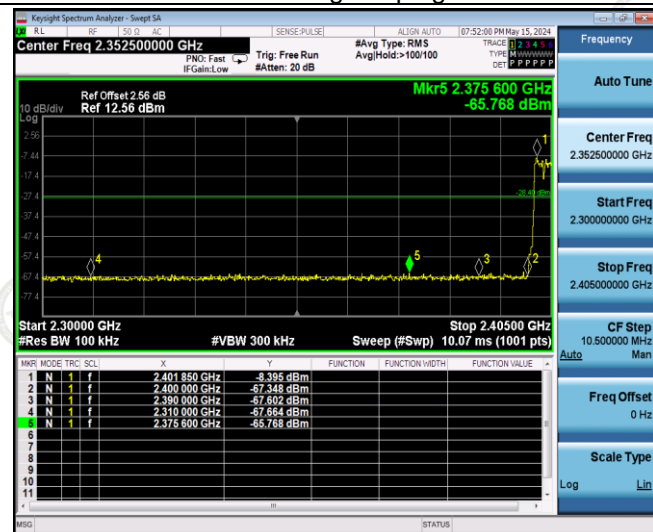 Keysight Spectrum Analyzer - Swept SA
LXI RL RF 50 Ω AC SENSE:PULSE ALIGN AUTO 07:52:00 PM May 15, 2024
Center Freq 2.352500000 GHz
PNO: Fast
IFGain:Low
Trig: Free Run
#Atten: 20 dB
#Avg Type: RMS
Avg|Hold:>100/100
TRACE 1 2 3 4 5 6
TYPE M W W W W W
DET P P P P P P
Frequency
Auto Tune
Center Freq
2.352500000 GHz
Start Freq
2.300000000 GHz
Stop Freq
2.405000000 GHz
CF Step
10.500000 MHz
Auto Man
Freq Offset
0 Hz
Scale Type
Log Lin
Mkr5 2.375 600 GHz
-65.768 dBm
Ref Offset 2.56 dB
10 dB/div Ref 12.56 dBm
Log
2.56
-7.44
-17.4
-27.4
-37.4
-47.4
-57.4
-67.4
-77.4
1
4
5
3
2
Start 2.30000 GHz Stop 2.40500 GHz
#Res BW 100 kHz #VBW 300 kHz Sweep (#Swp) 10.07 ms (1001 pts)
MKR MODE TRC SCL X Y FUNCTION FUNCTION WIDTH FUNCTION VALUE
1 N 1 f 2.401 850 GHz -8.395 dBm
2 N 1 f 2.400 000 GHz -67.348 dBm
3 N 1 f 2.390 000 GHz -67.602 dBm
4 N 1 f 2.310 000 GHz -67.664 dBm
5 N 1 f 2.375 600 GHz -65.768 dBm
6
7
8
9
10
11
MSG STATUS